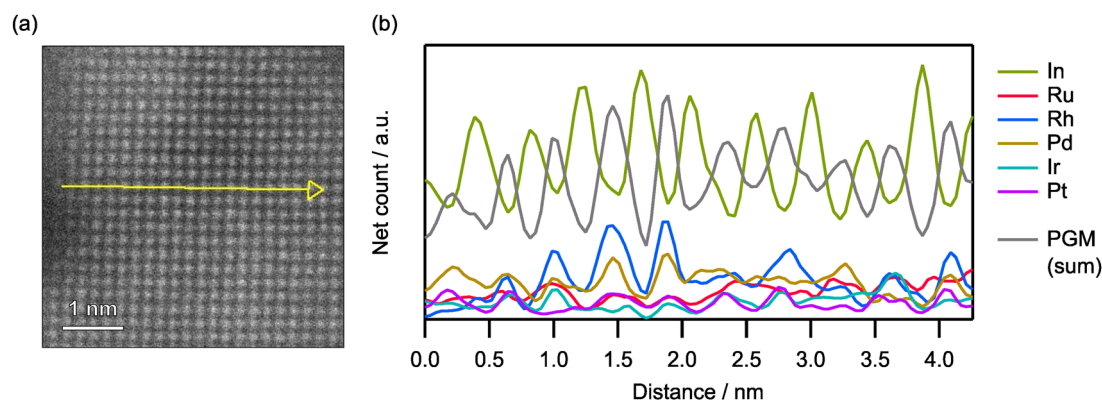 (a)
1 nm
(b)
Net count / a.u.
0.0 0.5 1.0 1.5 2.0 2.5 3.0 3.5 4.0
Distance / nm
In
Ru
Rh
Pd
Ir
Pt
PGM
(sum)